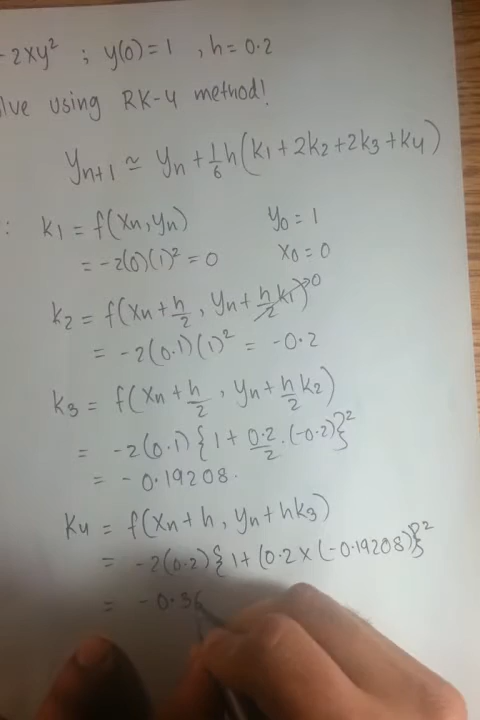 -2xy² ; y(0)=1 , h=0.2
using RK-4 method!
yn+1 ≃ yn + 1/6 h(k1+2k2+2k3+k4)
: k1 = f(xn, yn) y0 = 1
= -2(0)(1)² = 0 x0 = 0
k2 = f(xn + h/2 , yn + h/2 k1) → 0
= -2(0.1)(1)² = -0.2
k3 = f(xn + h/2 , yn + h/2 k2)
= -2(0.1){1 + 0.2/2 . (-0.2)}²
= -0.19208.
k4 = f(xn + h , yn + hk3)
= -2(0.2){1 + (0.2 x (-0.19208)}²
= -0.36